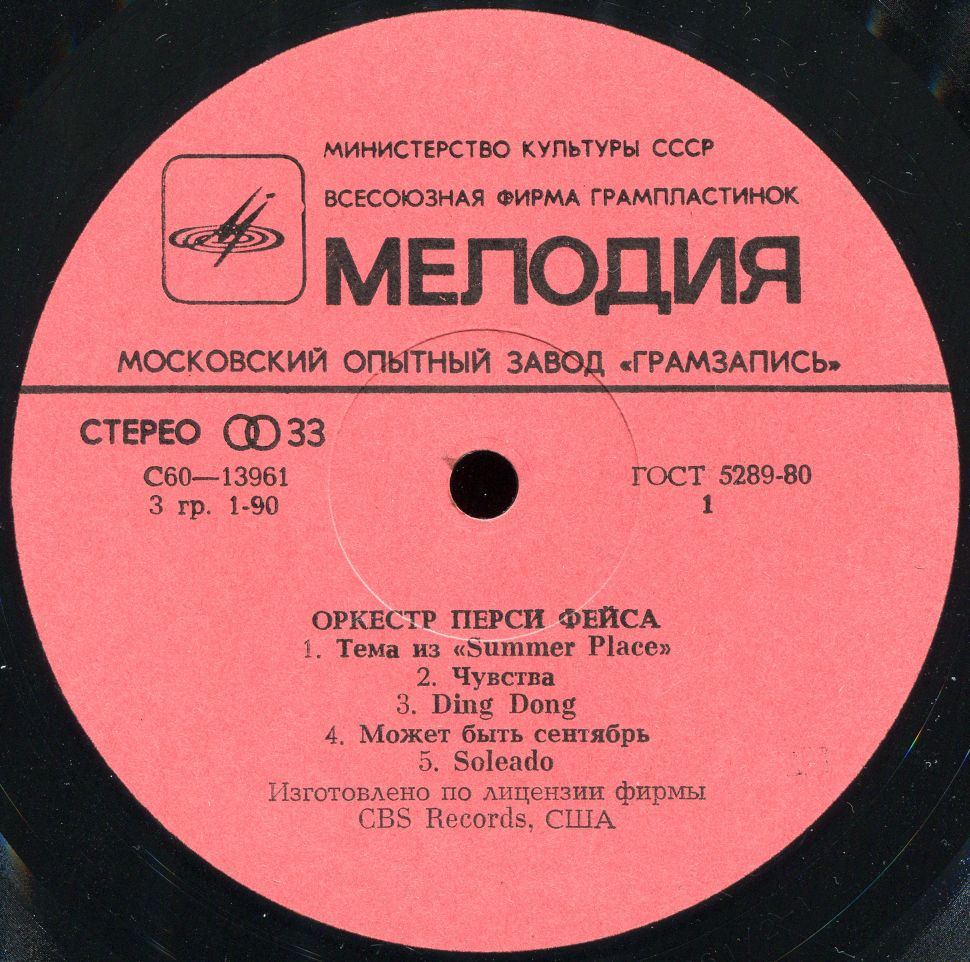 МИНИСТЕРСТВО КУЛЬТУРЫ СССР
ВСЕСОЮЗНАЯ ФИРМА ГРАМПЛАСТИНОК
МЕЛОДИЯ
МОСКОВСКИЙ ОПЫТНЫЙ ЗАВОД «ГРАМЗАПИСЬ»
СТЕРЕО 33
С60—13961
ГОСТ 5289-80
3 гр. 1-90
1
ОРКЕСТР ПЕРСИ ФЕЙСА
1. Тема из «Summer Place»
2. Чувства
3. Ding Dong
4. Может быть сентябрь
5. Soleado
Изготовлено по лицензии фирмы
CBS Records, США